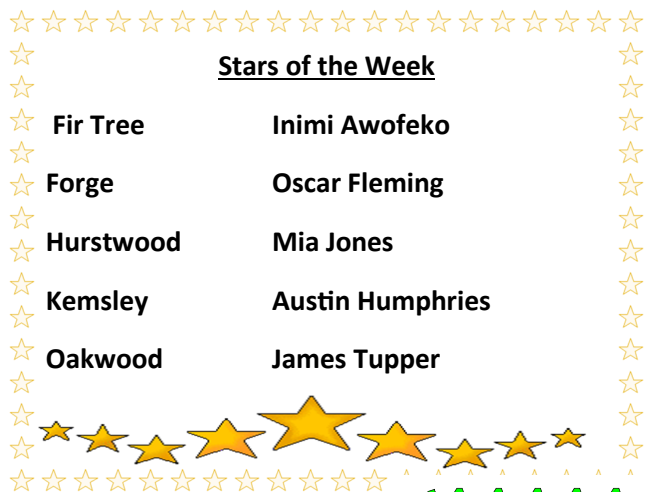 Stars of the Week
Fir Tree Inimi Awofeko
Forge Oscar Fleming
Hurstwood Mia Jones
Kemsley Austin Humphries
Oakwood James Tupper